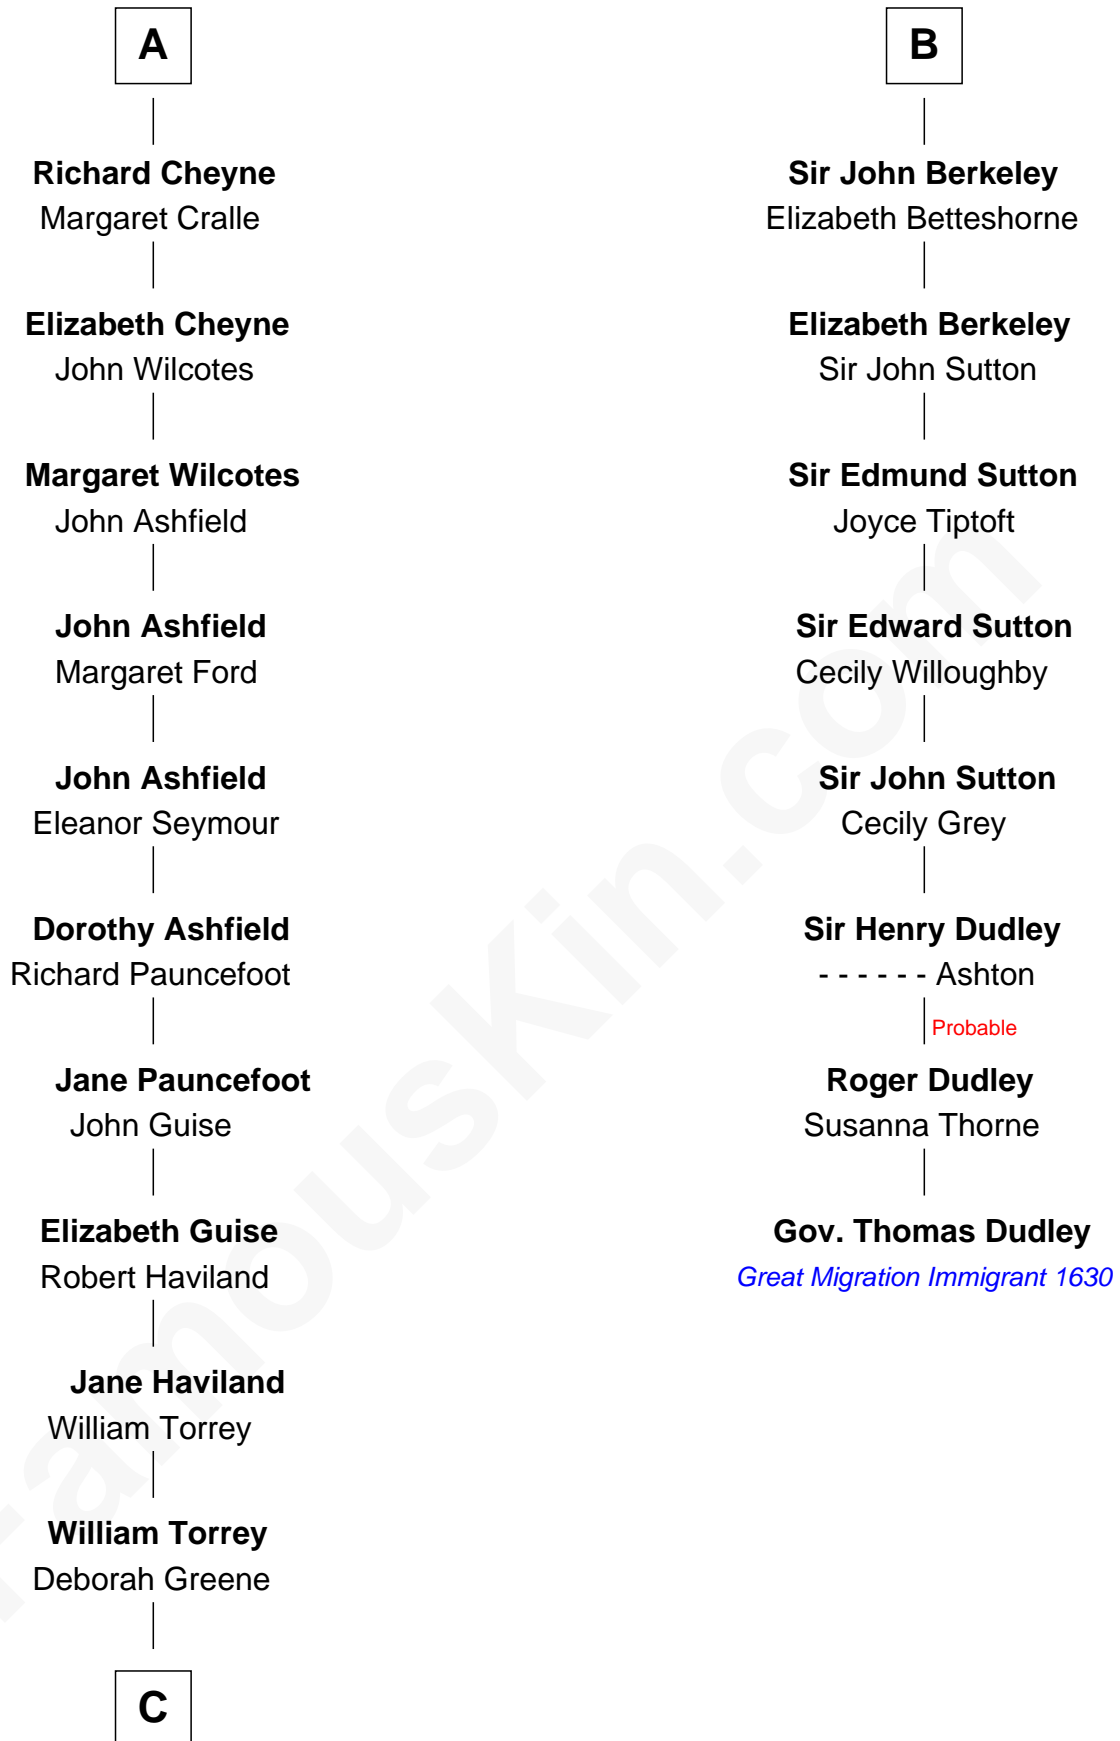 A
Richard Cheyne
Margaret Cralle
Elizabeth Cheyne
John Wilcotes
Margaret Wilcotes
John Ashfield
John Ashfield
Margaret Ford
John Ashfield
Eleanor Seymour
Dorothy Ashfield
Richard Pauncefoot
Jane Pauncefoot
John Guise
Elizabeth Guise
Robert Haviland
Jane Haviland
William Torrey
William Torrey
Deborah Greene
C
B
Sir John Berkeley
Elizabeth Betteshorne
Elizabeth Berkeley
Sir John Sutton
Sir Edmund Sutton
Joyce Tiptoft
Sir Edward Sutton
Cecily Willoughby
Sir John Sutton
Cecily Grey
Sir Henry Dudley
- - - - - - Ashton
Probable
Roger Dudley
Susanna Thorne
Gov. Thomas Dudley
Great Migration Immigrant 1630
FamousKin.com